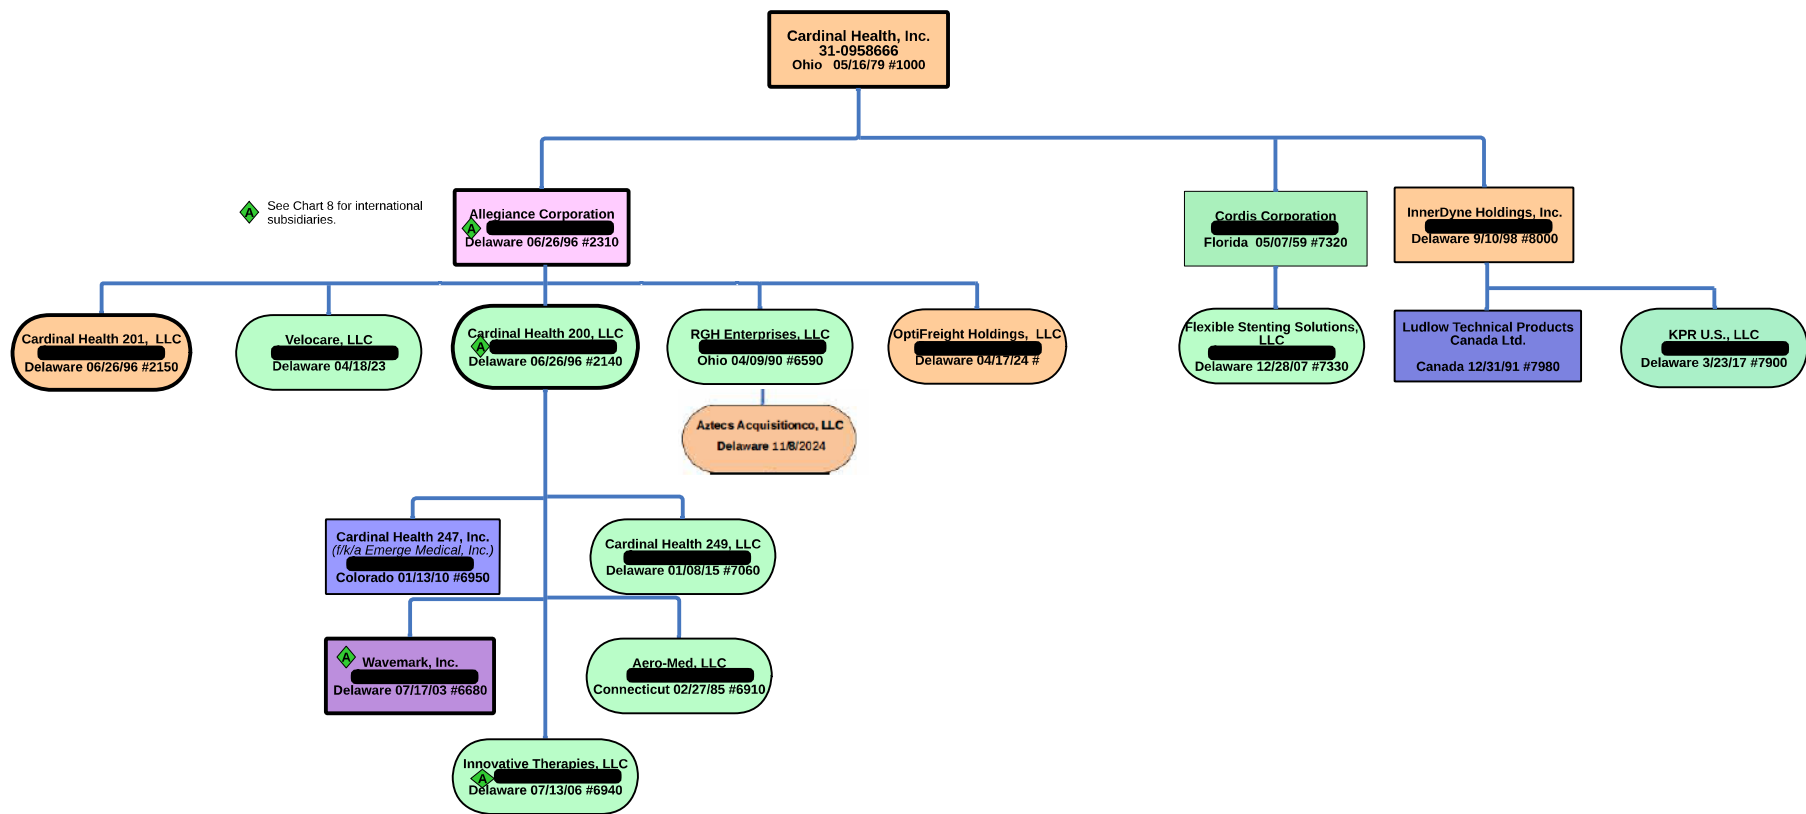 Cardinal Health, Inc.
31-0958666
Ohio 05/16/79 #1000
A See Chart 8 for international
subsidiaries.
Allegiance Corporation
A
Delaware 06/26/96 #2310
Cordis Corporation
Florida 05/07/59 #7320
InnerDyne Holdings, Inc.
Delaware 9/10/98 #8000
Cardinal Health 201, LLC
Delaware 06/26/96 #2150
Velocare, LLC
Delaware 04/18/23
Cardinal Health 200, LLC
A
Delaware 06/26/96 #2140
RGH Enterprises, LLC
Ohio 04/09/90 #6590
OptiFreight Holdings, LLC
Delaware 04/17/24 #
Flexible Stenting Solutions,
LLC
Delaware 12/28/07 #7330
Ludlow Technical Products
Canada Ltd.
Canada 12/31/91 #7980
KPR U.S., LLC
Delaware 3/23/17 #7900
Aztecs Acquisitionco, LLC
Delaware 11/8/2024
Cardinal Health 247, Inc.
(f/k/a Emerge Medical, Inc.)
Colorado 01/13/10 #6950
Cardinal Health 249, LLC
Delaware 01/08/15 #7060
A
Wavemark, Inc.
Delaware 07/17/03 #6680
Aero-Med, LLC
Connecticut 02/27/85 #6910
Innovative Therapies, LLC
A
Delaware 07/13/06 #6940